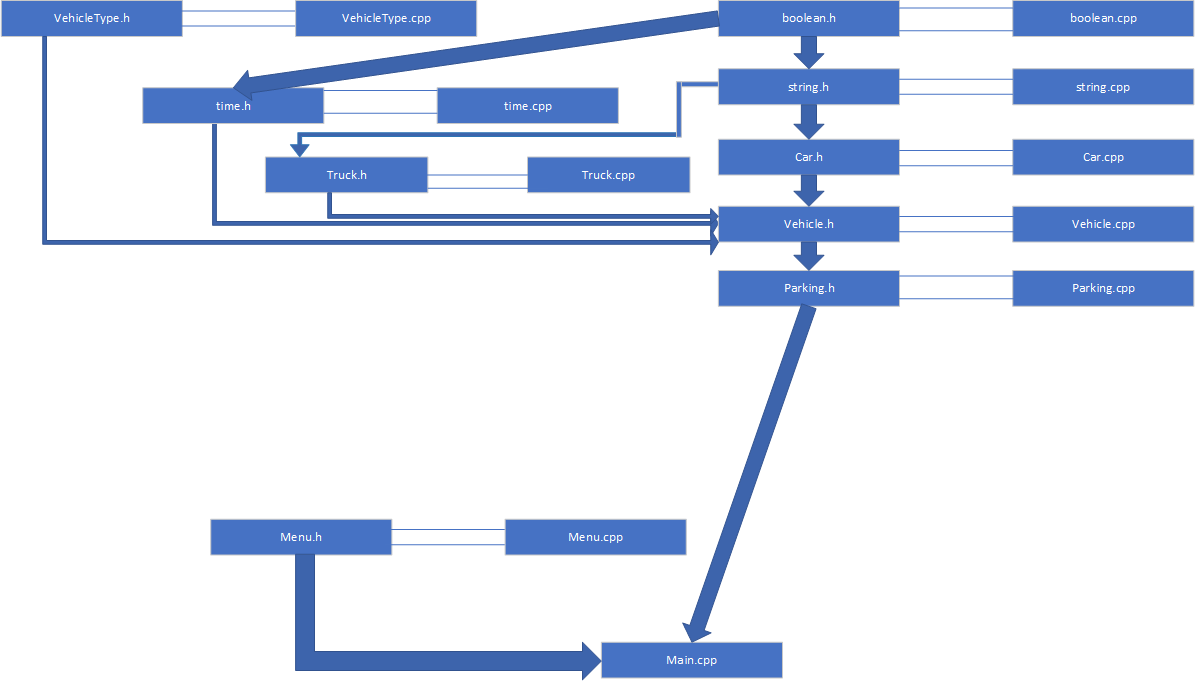 VehicleType.h
VehicleType.cpp
boolean.h
boolean.cpp
string.h
string.cpp
time.h
time.cpp
Car.h
Car.cpp
Truck.h
Truck.cpp
Vehicle.h
Vehicle.cpp
Parking.h
Parking.cpp
Menu.h
Menu.cpp
Main.cpp